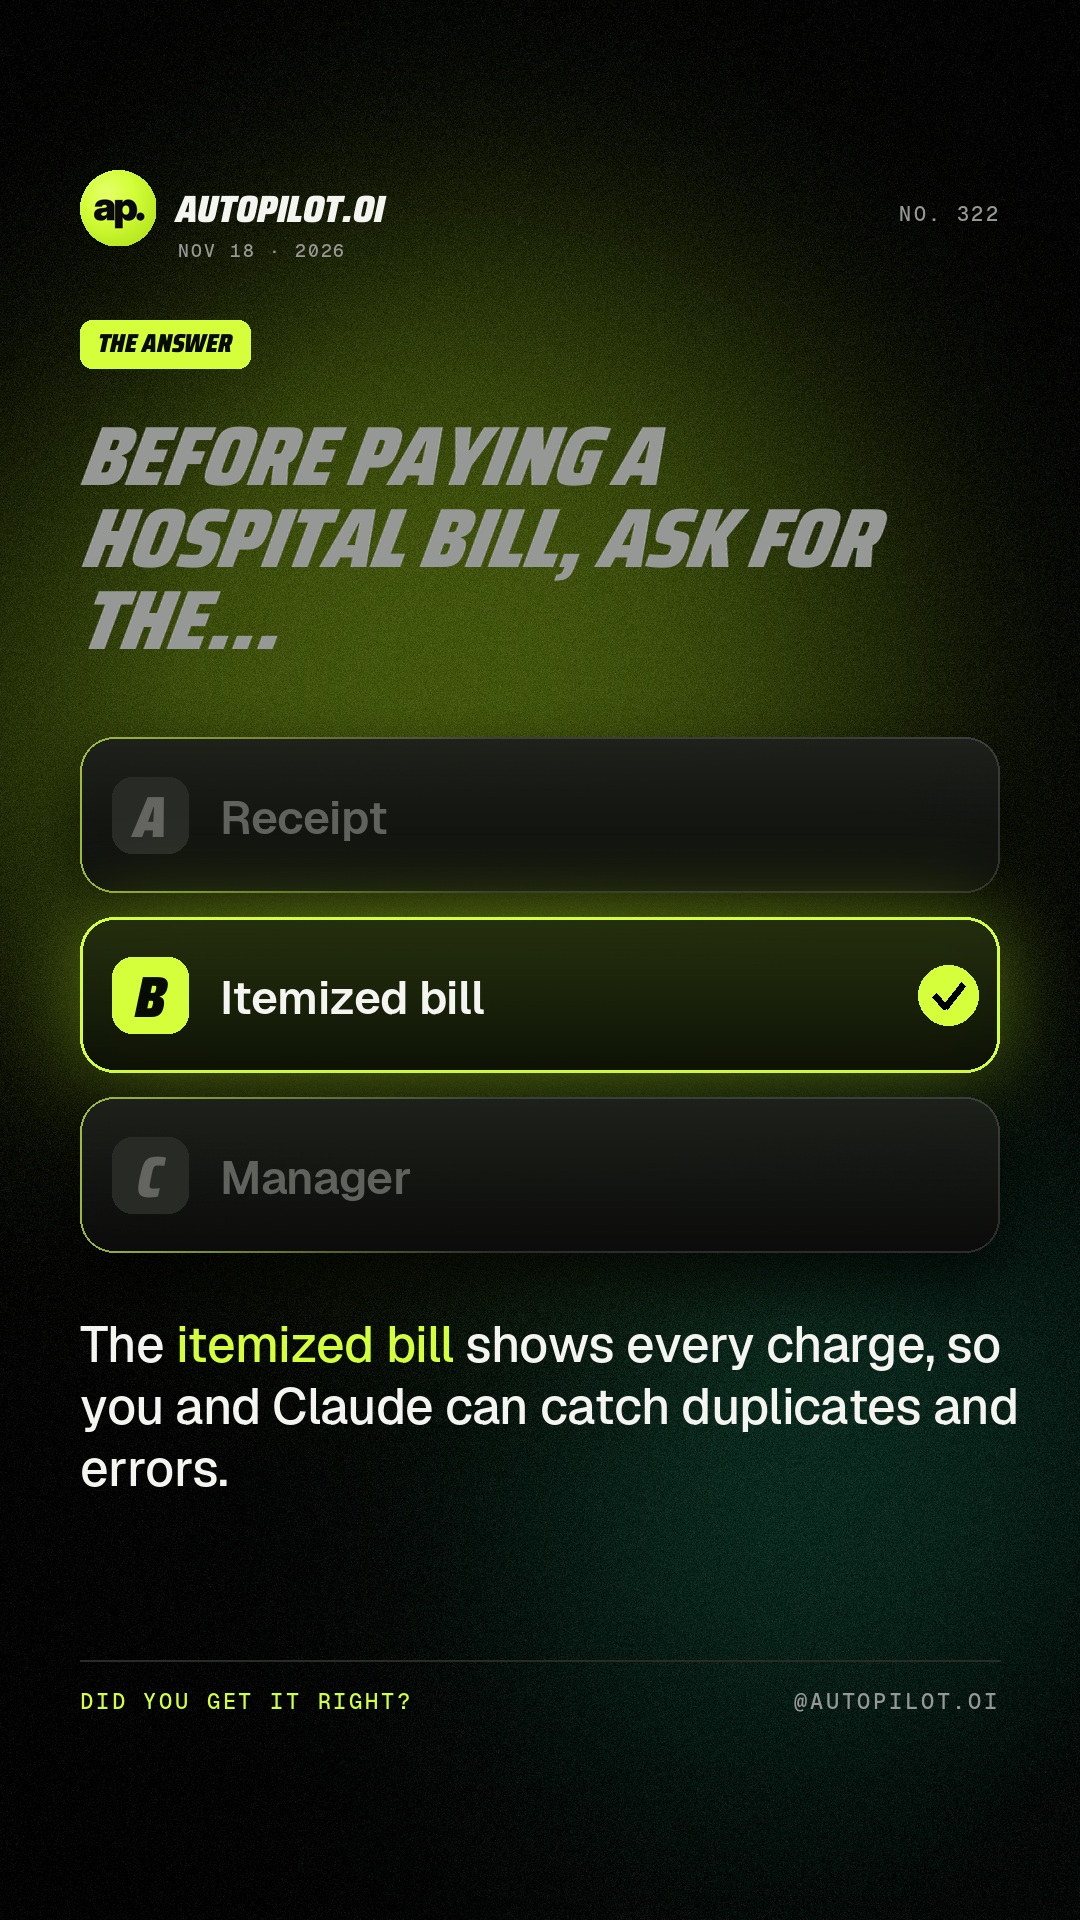 ap.
AUTOPILOT.OI
NO. 322
NOV 18 · 2026
THE ANSWER
BEFORE PAYING A
HOSPITAL BILL, ASK FOR
THE...
A
Receipt
B
Itemized bill
C
Manager
The itemized bill shows every charge, so
you and Claude can catch duplicates and
errors.
DID YOU GET IT RIGHT?
@AUTOPILOT.OI